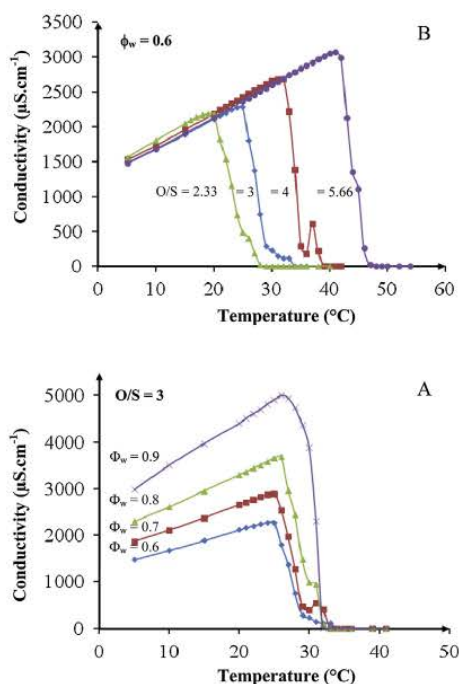 B
ϕw = 0.6
Conductivity (µS.cm⁻¹)
3500
3000
2500
2000
1500
1000
500
0
O/S = 2.33 = 3 = 4 = 5.66
0 10 20 30 40 50 60
Temperature (°C)
A
O/S = 3
Conductivity (µS.cm⁻¹)
5000
4000
3000
2000
1000
0
Φw = 0.9
Φw = 0.8
Φw = 0.7
Φw = 0.6
0 10 20 30 40 50
Temperature (°C)